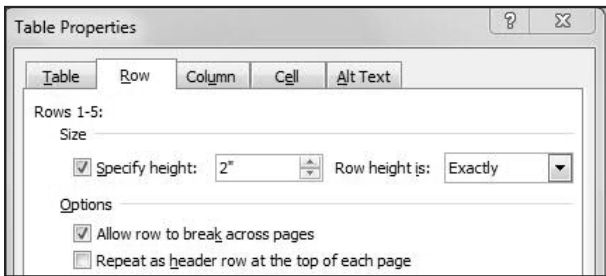 Table Properties
Table Row Column Cell Alt Text
Rows 1-5:
Size
Specify height: 2" Row height is: Exactly
Options
Allow row to break across pages
Repeat as header row at the top of each page